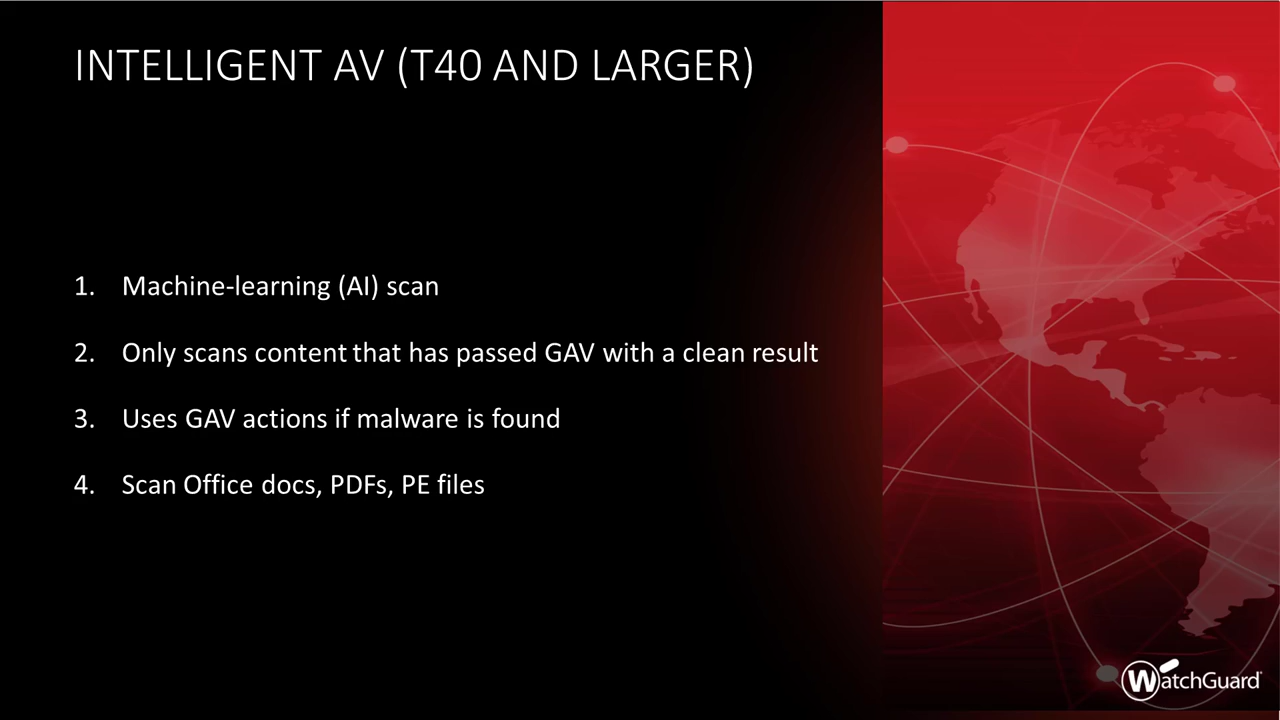 INTELLIGENT AV (T40 AND LARGER)
1. Machine-learning (AI) scan
2. Only scans content that has passed GAV with a clean result
3. Uses GAV actions if malware is found
4. Scan Office docs, PDFs, PE files
WatchGuard